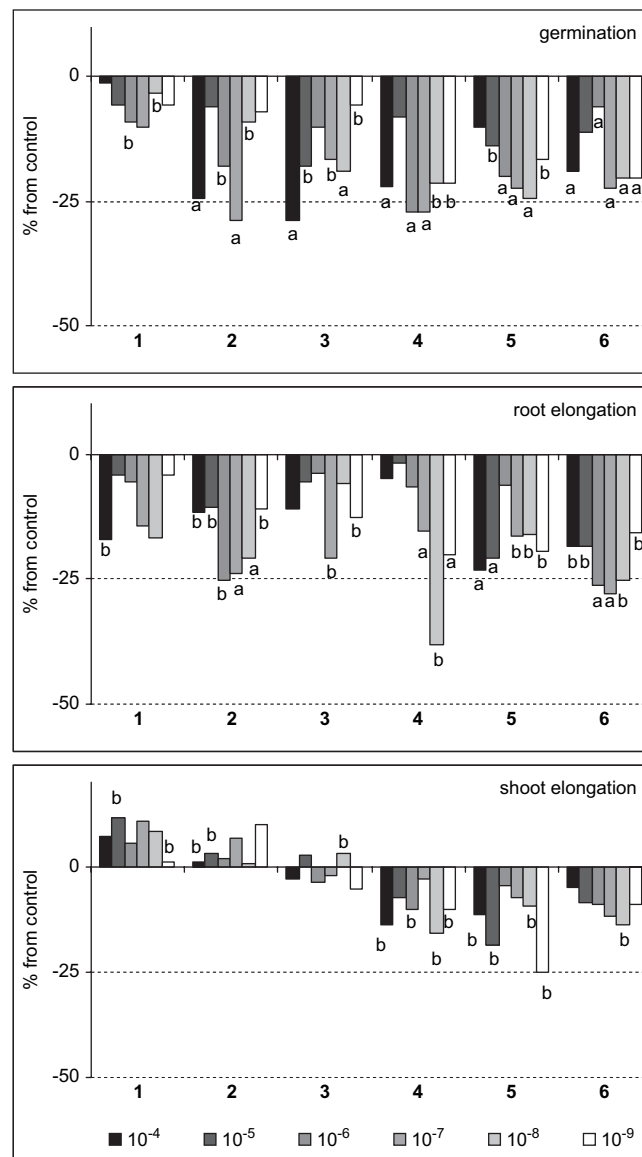 germination
% from control
0
-25
-50
b b
a b a b
a b b a b
a a a b b
b a a a b
a a a a a
1 2 3 4 5 6
root elongation
% from control
0
-25
-50
b
b b b a a b
b b
a b a
a a b b b
b b a a b b
1 2 3 4 5 6
shoot elongation
% from control
0
-25
-50
b b
b b
b
b b b b
b b b b
b
1 2 3 4 5 6
10⁻⁴ 10⁻⁵ 10⁻⁶ 10⁻⁷ 10⁻⁸ 10⁻⁹